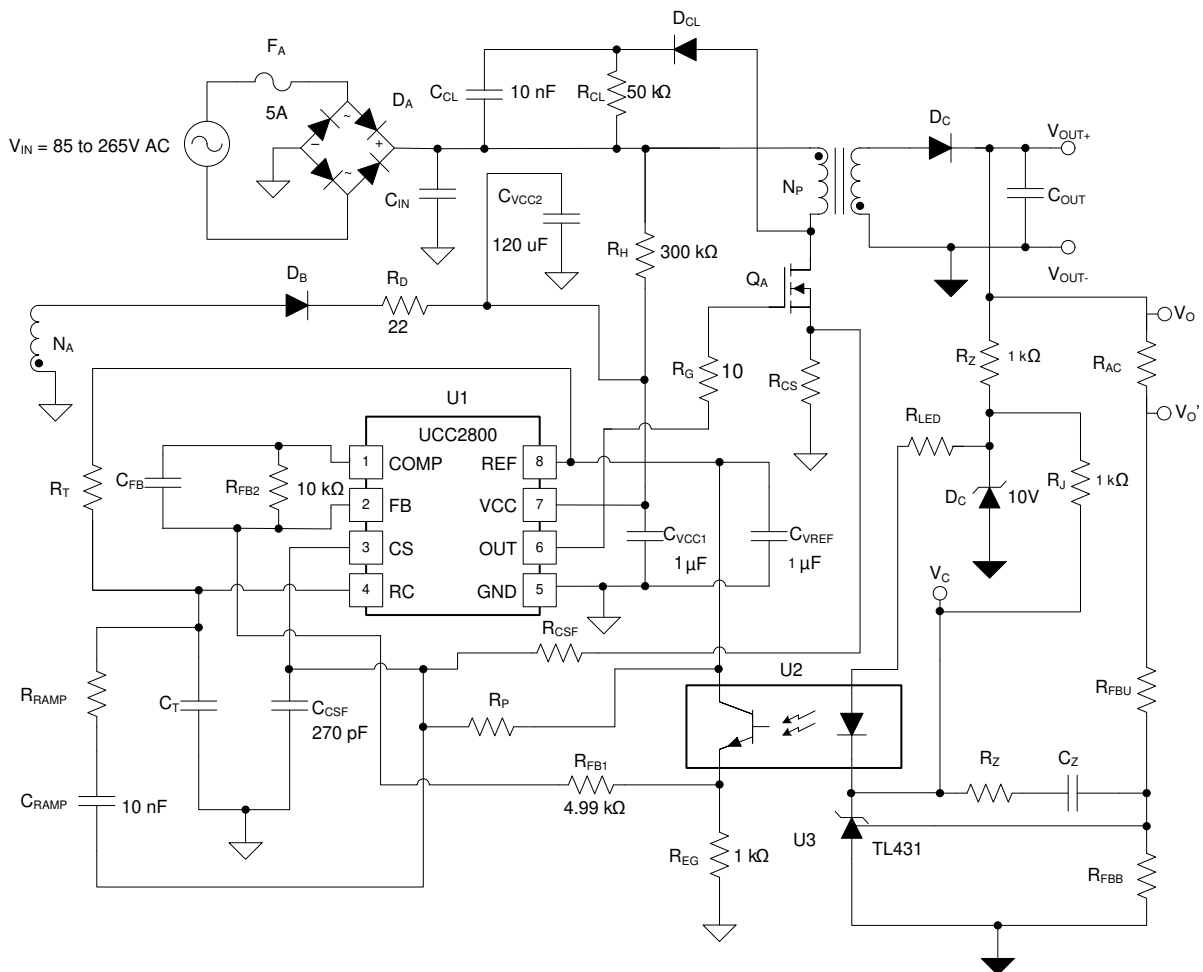 D_CL
F_A
5A
D_A
C_CL
10 nF
R_CL
50 kΩ
~
+
−
~
V_IN = 85 to 265V AC
D_C
V_OUT+
C_OUT
V_OUT-
N_P
C_IN
C_VCC2
120 uF
R_H
300 kΩ
Q_A
D_B
R_D
22
N_A
R_G
10
R_CS
R_Z
1 kΩ
V_O
R_AC
V_O'
R_LED
U1
UCC2800
1 COMP REF 8
2 FB VCC 7
3 CS OUT 6
4 RC GND 5
R_T
C_FB
R_FB2
10 kΩ
C_VCC1
1 µF
C_VREF
1 µF
D_C
10V
R_J
1 kΩ
V_C
R_CSF
U2
R_RAMP
C_T
C_CSF
270 pF
R_P
R_FBU
C_RAMP
10 nF
R_FB1
4.99 kΩ
R_Z
C_Z
U3
TL431
R_EG
1 kΩ
R_FBB